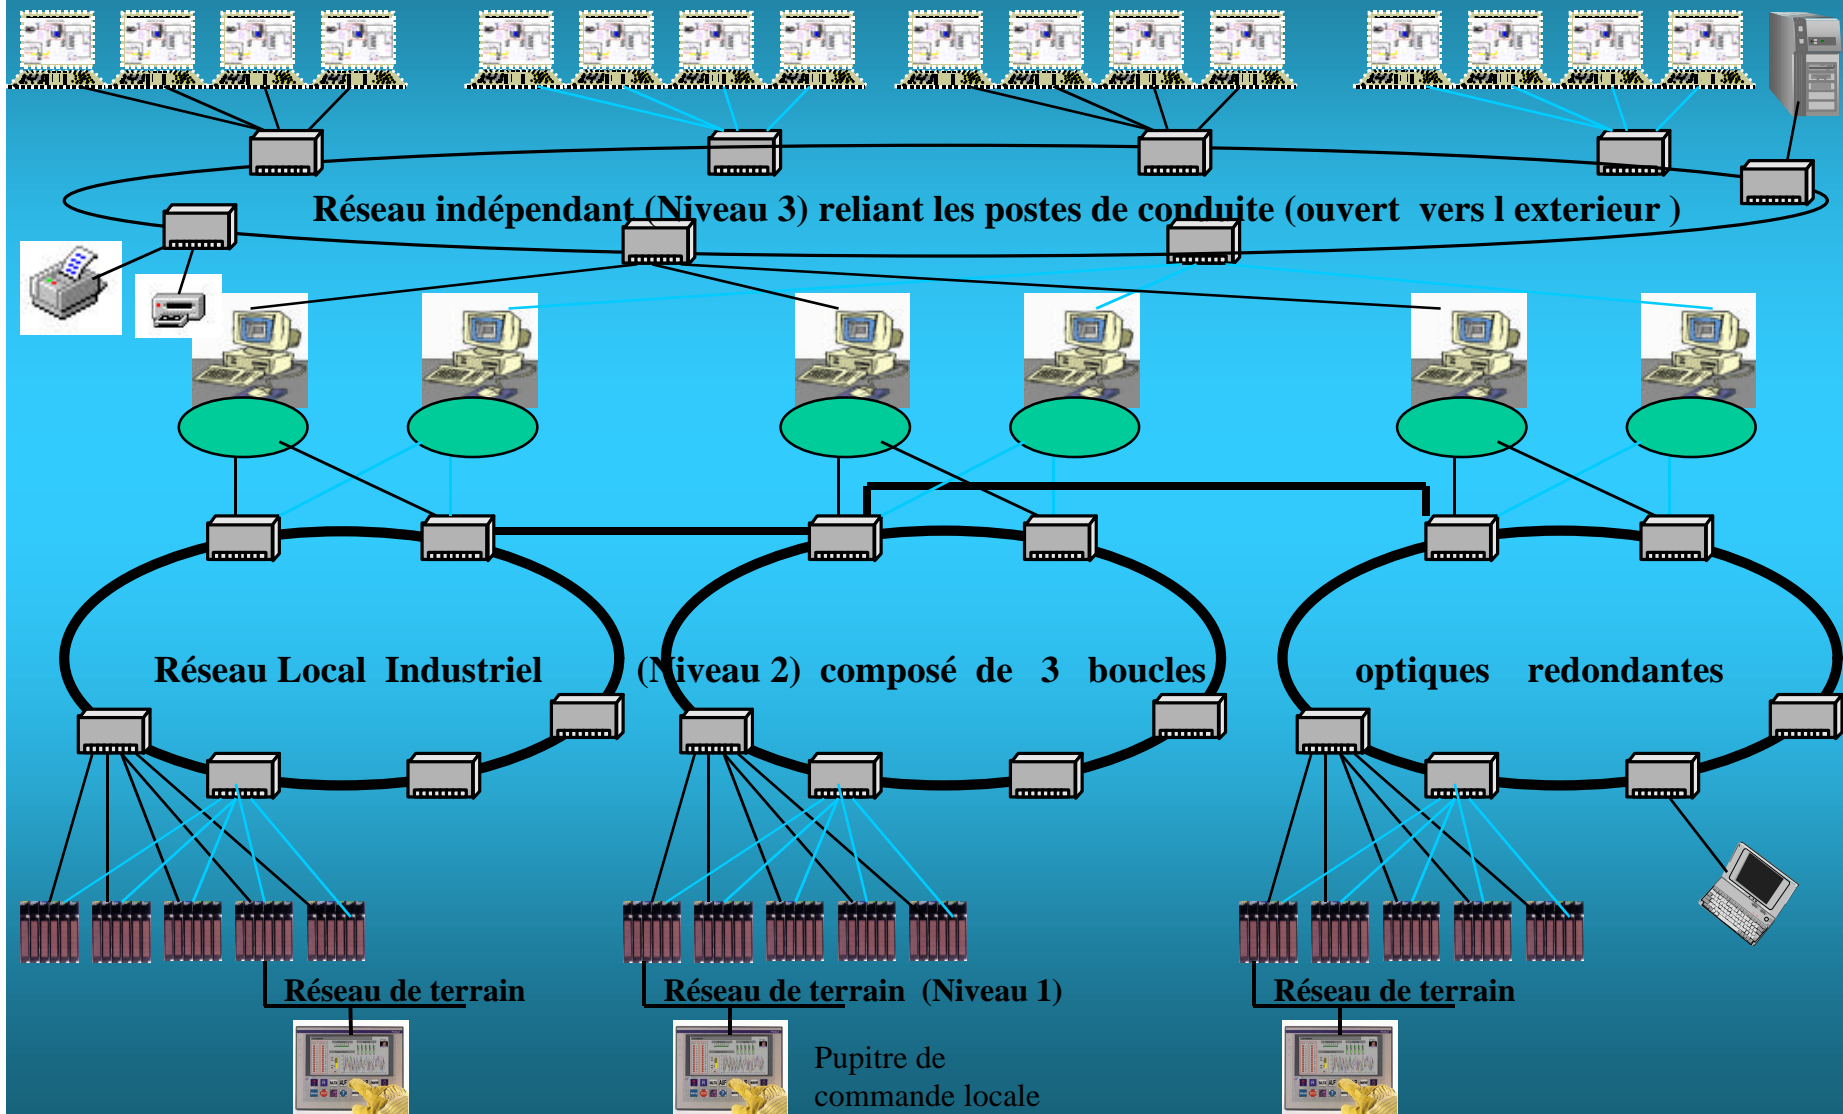 Réseau indépendant (Niveau 3) reliant les postes de conduite (ouvert vers l exterieur )
Réseau Local Industriel (Niveau 2) composé de 3 boucles optiques redondantes
Réseau de terrain Réseau de terrain (Niveau 1) Réseau de terrain
Pupitre de
commande locale